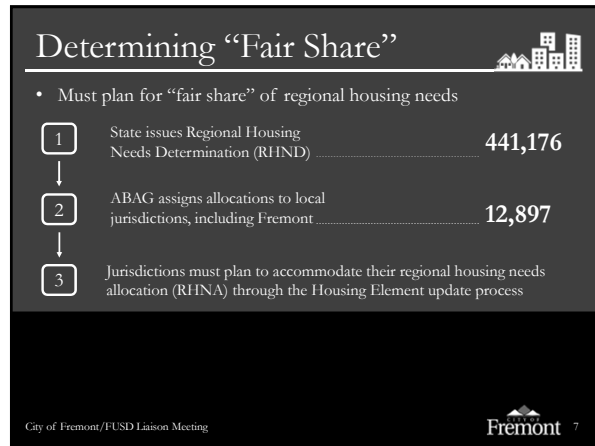 Determining “Fair Share”
• Must plan for “fair share” of regional housing needs
1
State issues Regional Housing
Needs Determination (RHND) 441,176
2
ABAG assigns allocations to local
jurisdictions, including Fremont 12,897
3
Jurisdictions must plan to accommodate their regional housing needs
allocation (RHNA) through the Housing Element update process
City of Fremont/FUSD Liaison Meeting
CITY OF
Fremont 7